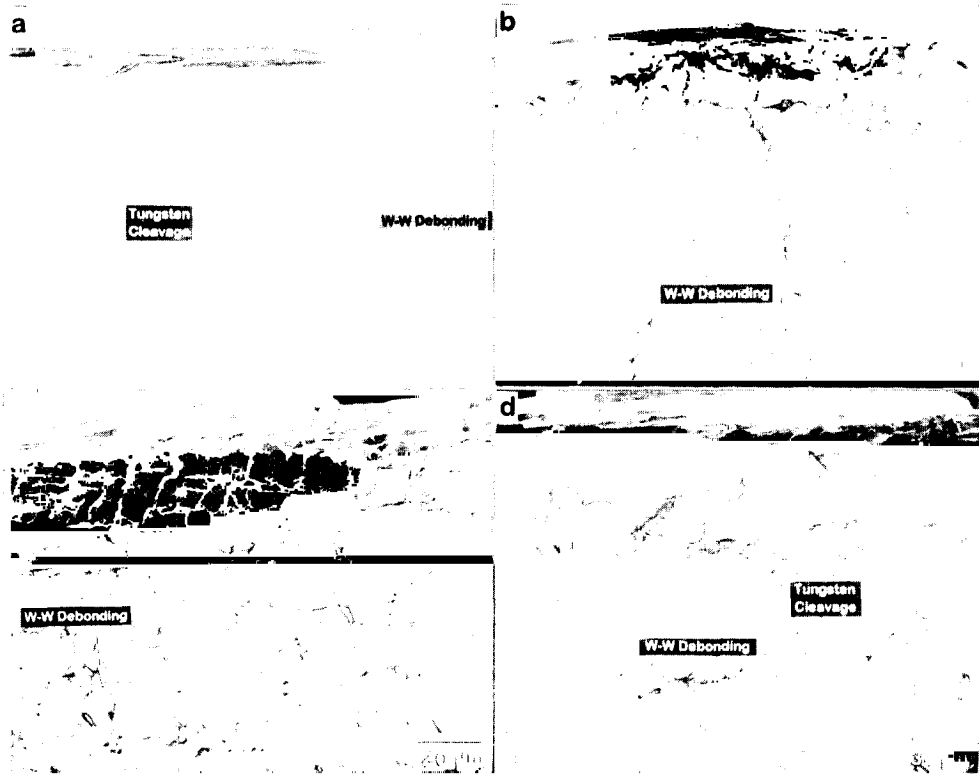 a
Tungsten
Cleavage
W-W Debonding
b
W-W Debonding
W-W Debonding
d
Tungsten
Cleavage
W-W Debonding